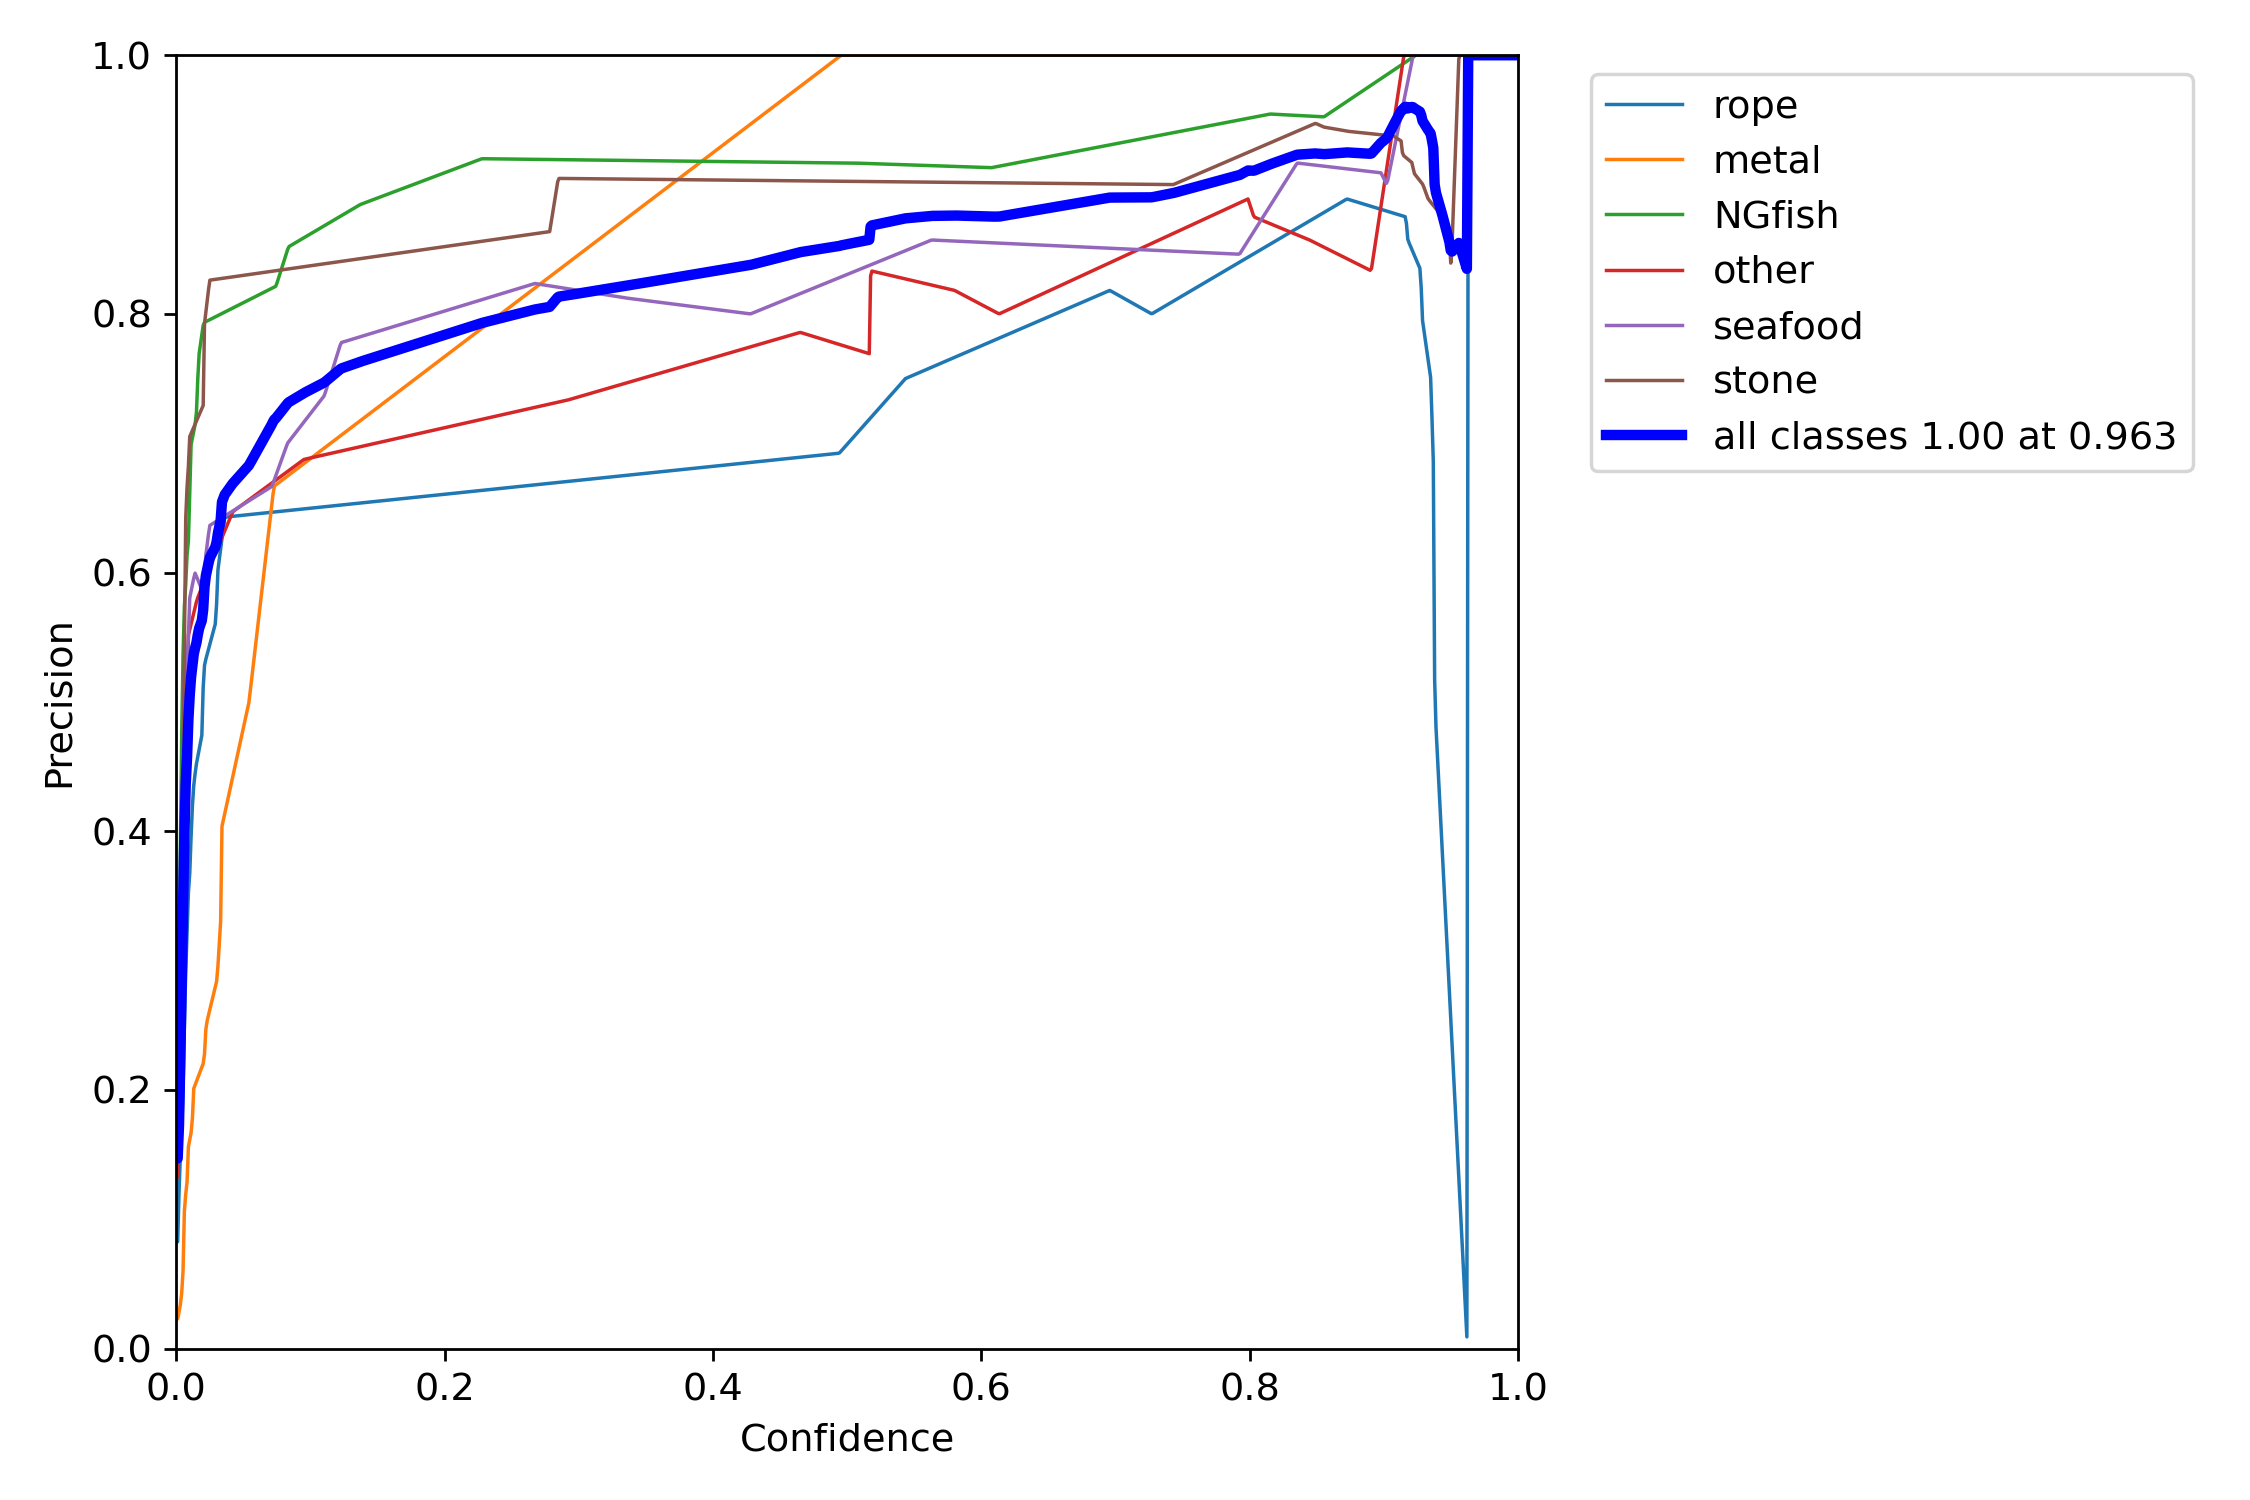 1.0
0.8
0.6
0.4
0.2
0.0
Precision
0.0 0.2 0.4 0.6 0.8 1.0
Confidence
rope
metal
NGfish
other
seafood
stone
all classes 1.00 at 0.963